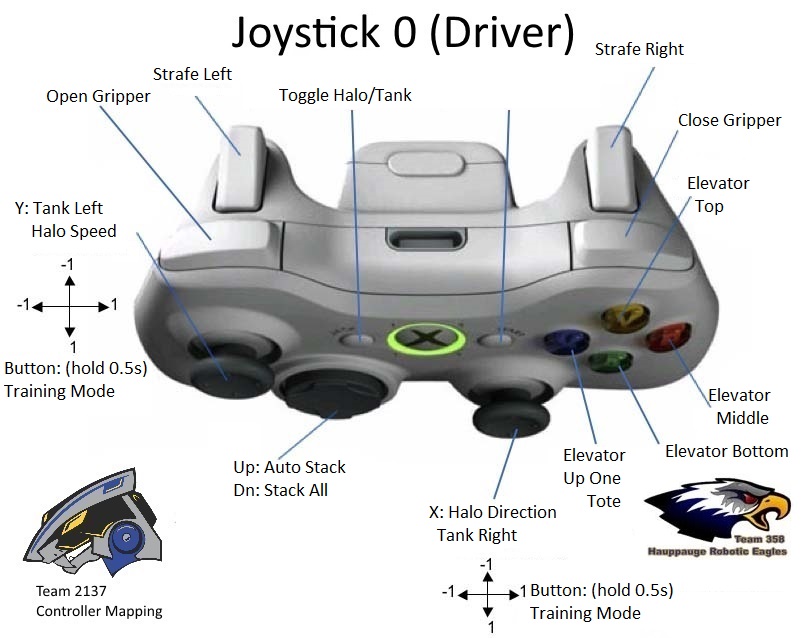 Joystick 0 (Driver)
Strafe Right
Strafe Left
Open Gripper
Toggle Halo/Tank
Close Gripper
Elevator
Top
Y: Tank Left
Halo Speed
-1
-1
1
1
Button: (hold 0.5s)
Training Mode
X
Y
Elevator
Middle
Elevator Bottom
Elevator
Up One
Tote
Up: Auto Stack
Dn: Stack All
X: Halo Direction
Tank Right
Team 358
Hauppauge Robotic Eagles
-1
-1
1
1
Button: (hold 0.5s)
Training Mode
Team 2137
Controller Mapping